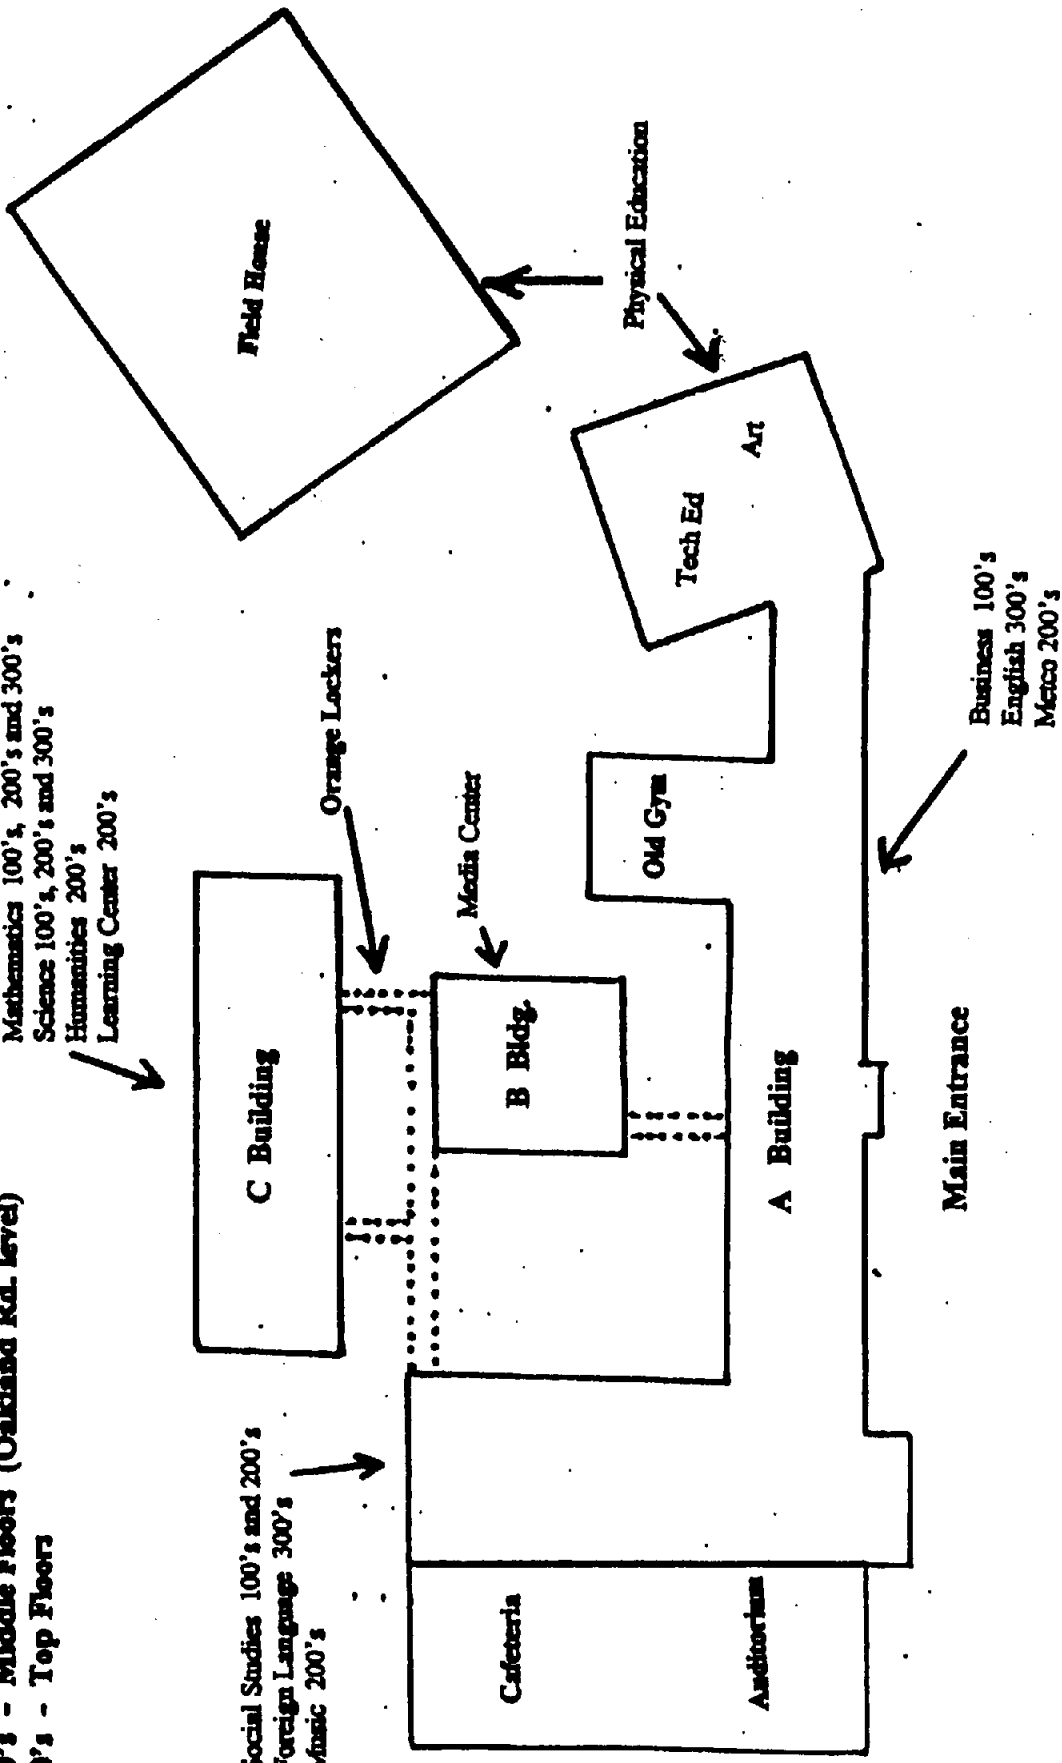 0's - Middle Floors (Oakland Rd. level)
0's - Top Floors
Mathematics 100's, 200's and 300's
Science 100's, 200's and 300's
Humanities 200's
Learning Center 200's
Social Studies 100's and 200's
Foreign Language 300's
Music 200's
C Building
Orange Lockers
Media Center
B Bldg.
Field House
Physical Education
Cafeteria
Auditorium
A Building
Old Gym
Tech Ed
Art
Main Entrance
Business 100's
English 300's
Metco 200's